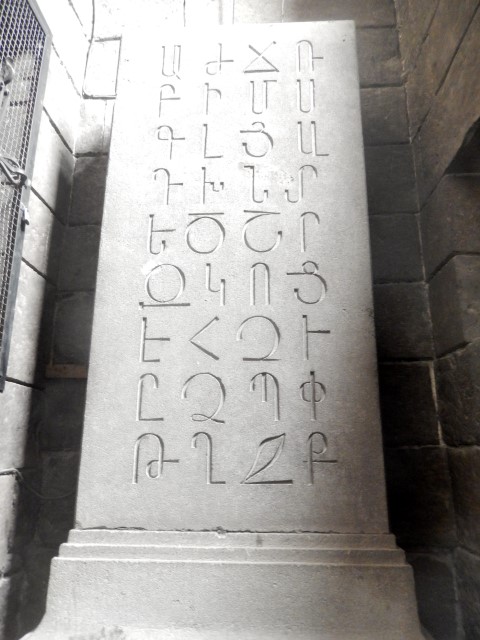 Ա Ժ Ճ Ռ
Բ Ի Մ Ս
Գ Լ Յ Վ
Դ Խ Ն Տ
Ե Ծ Շ Ր
Զ Կ Ո Ց
Է Հ Չ Ւ
Ը Ձ Պ Փ
Թ Ղ Ջ Ք